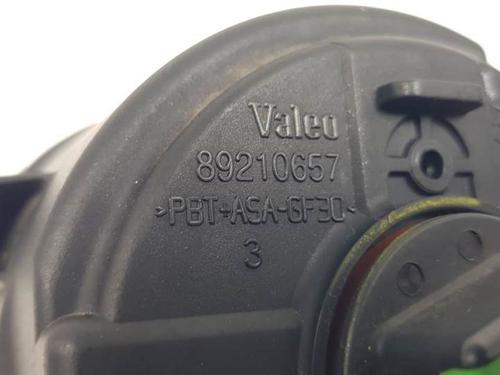 Valeo
89210657
>PBT+ASA-GF30<
3